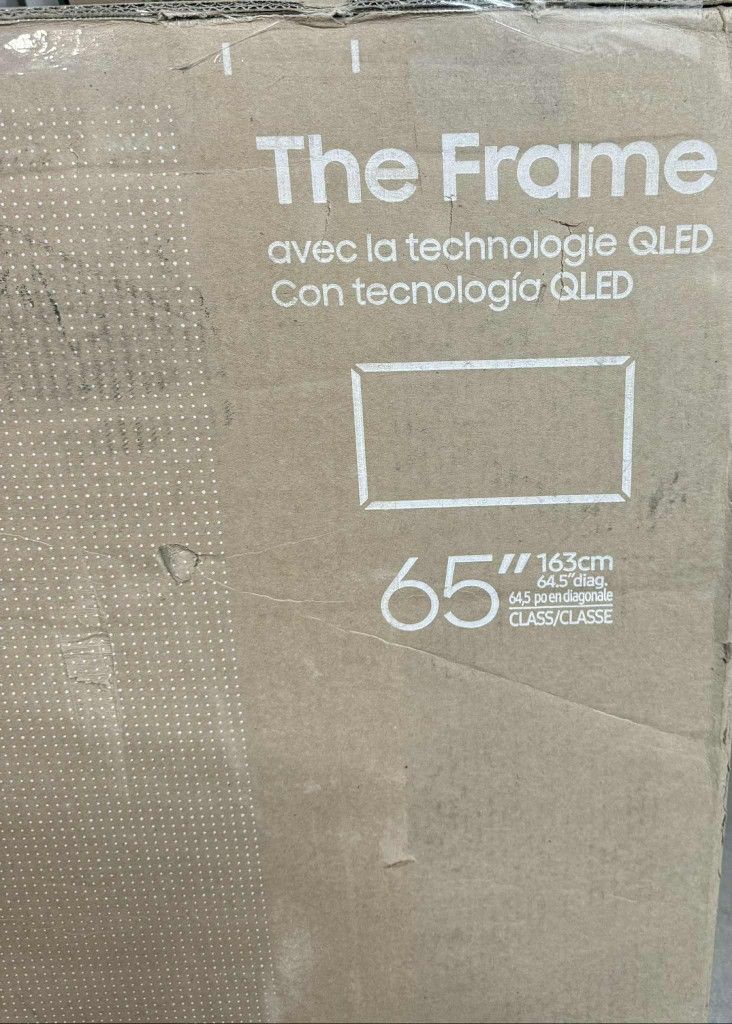 The Frame
avec la technologie QLED
Con tecnología QLED
65″ 163cm
64.5″diag.
64,5 po en diagonale
CLASS/CLASSE